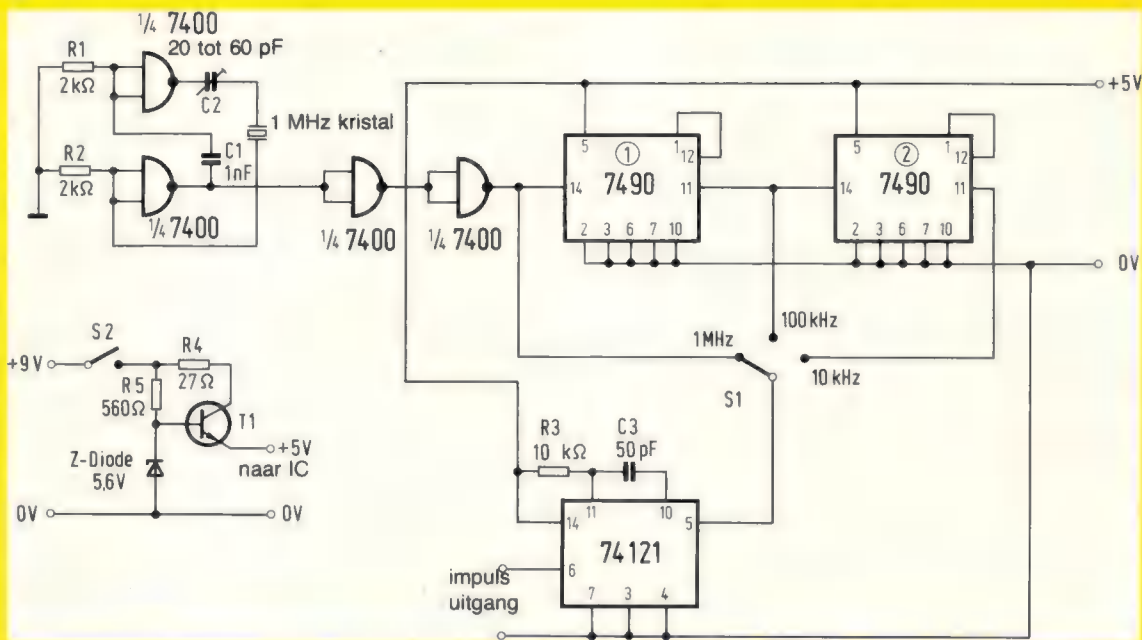 1/4 7400
20 tot 60 pF
R1
2kΩ
C2
1 MHz kristal
R2
2kΩ
C1
1nF
1/4 7400
1/4 7400
1/4 7400
+5V
5
1
12
①
7490
14
11
2 3 6 7 10
5
1
12
②
7490
14
11
2 3 6 7 10
0V
100kHz
1MHz
10 kHz
S1
S2
+9V
R4
27Ω
R5
560Ω
T1
+5V
naar IC
Z-Diode
5,6V
0V
0V
R3
10 kΩ
C3
50 pF
11
10
14
5
74121
6
7 3 4
impuls
uitgang